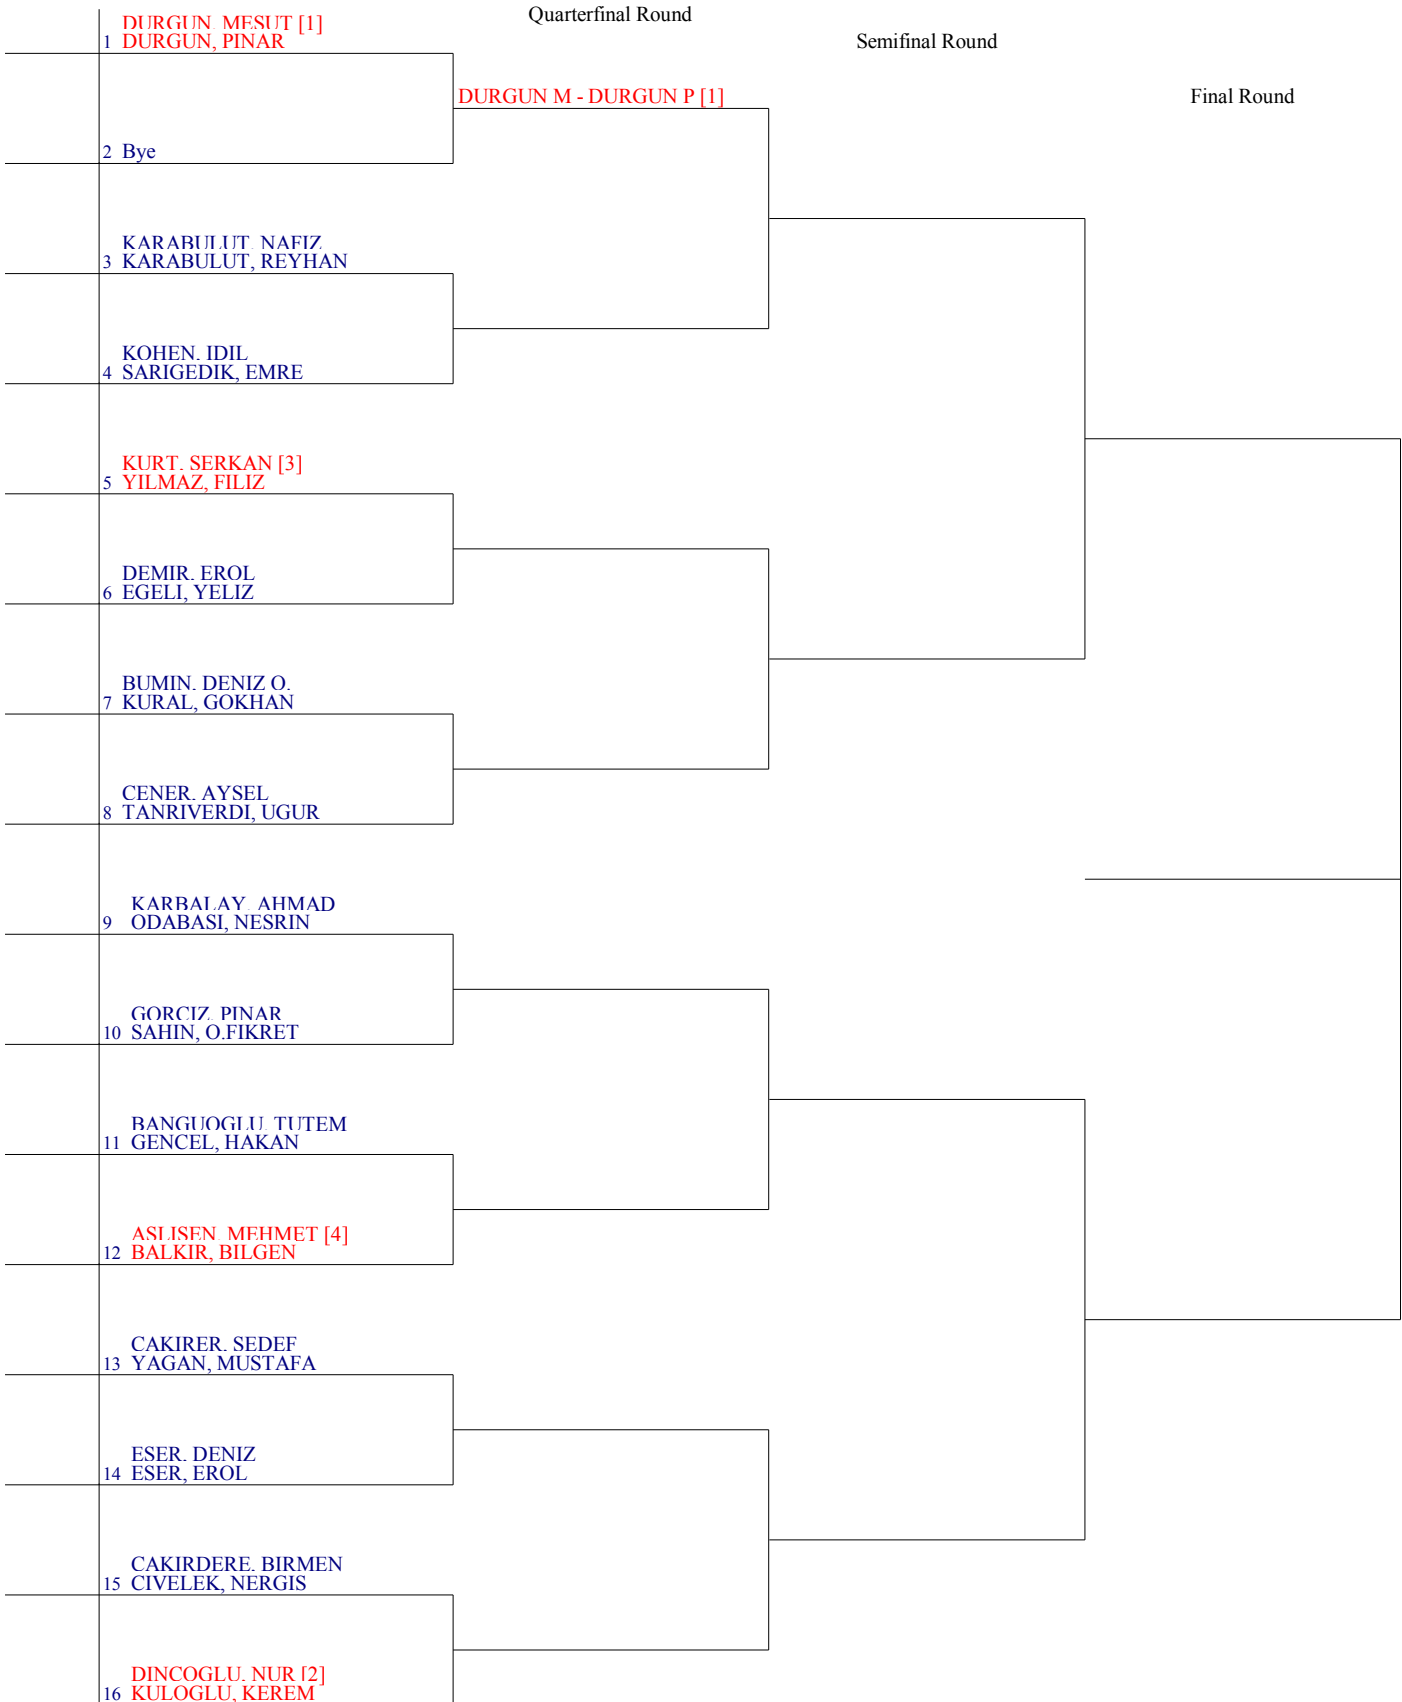 Quarterfinal Round
Semifinal Round
Final Round
DURGUN, MESUT [1]
1 DURGUN, PINAR
DURGUN M - DURGUN P [1]
2 Bye
KARABULUT, NAFIZ
3 KARABULUT, REYHAN
KOHEN, IDIL
4 SARIGEDIK, EMRE
KURT, SERKAN [3]
5 YILMAZ, FILIZ
DEMIR, EROL
6 EGELI, YELIZ
BUMIN, DENIZ O.
7 KURAL, GOKHAN
CENER, AYSEL
8 TANRIVERDI, UGUR
KARBALAY, AHMAD
9 ODABASI, NESRIN
GORCIZ, PINAR
10 SAHIN, O.FIKRET
BANGUOGLU, TUTEM
11 GENCEL, HAKAN
ASLISEN, MEHMET [4]
12 BALKIR, BILGEN
CAKIRER, SEDEF
13 YAGAN, MUSTAFA
ESER, DENIZ
14 ESER, EROL
CAKIRDERE, BIRMEN
15 CIVELEK, NERGIS
DINCOGLU, NUR [2]
16 KULOGLU, KEREM